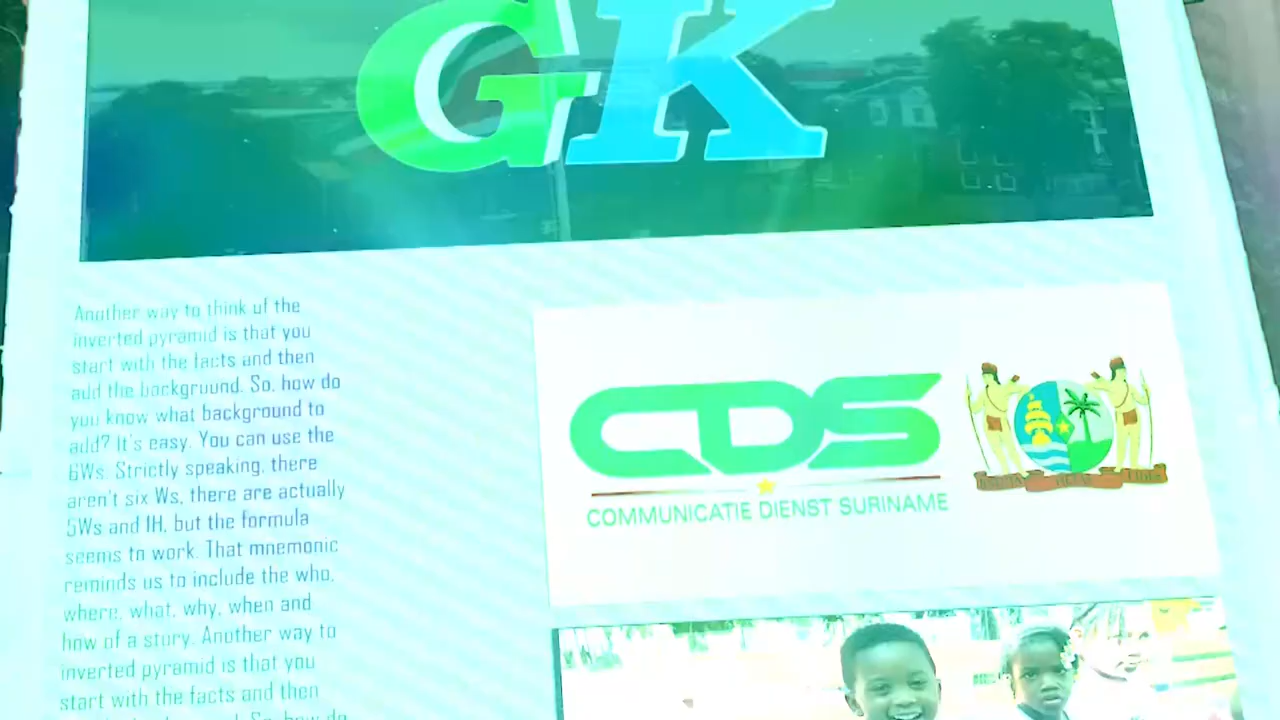 GK
Another way to think of the
inverted pyramid is that you
start with the facts and then
add the background. So, how do
you know what background to
add? It's easy. You can use the
6Ws. Strictly speaking, there
aren't six Ws, there are actually
5Ws and 1H, but the formula
seems to work. That mnemonic
reminds us to include the who,
where, what, why, when and
how of a story. Another way to
inverted pyramid is that you
start with the facts and then
CDS
COMMUNICATIE DIENST SURINAME